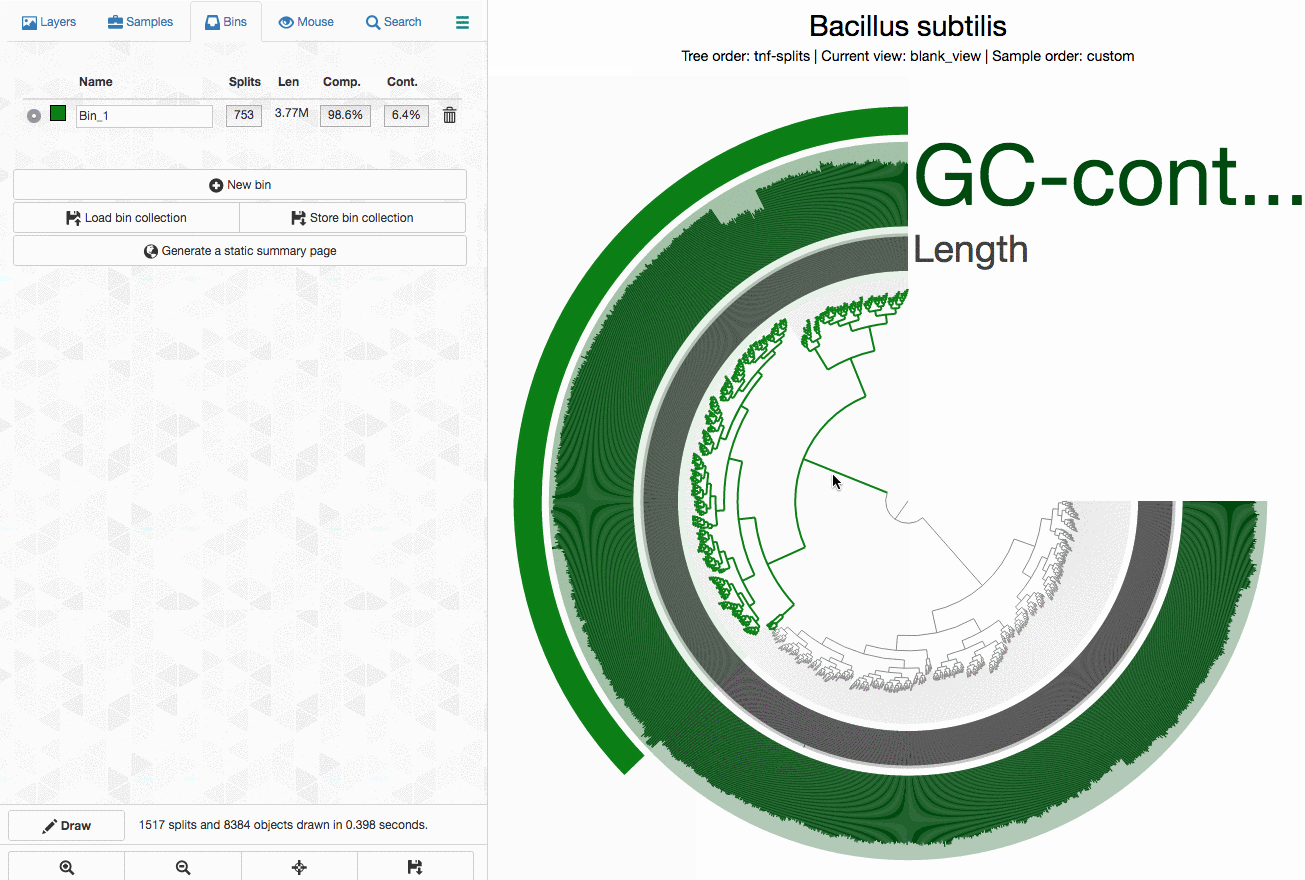 Layers Samples Bins Mouse Search
Name Splits Len Comp. Cont.
Bin_1 753 3.77M 98.6% 6.4%
New bin
Load bin collection Store bin collection
Generate a static summary page
Draw 1517 splits and 8384 objects drawn in 0.398 seconds.
Bacillus subtilis
Tree order: tnf-splits | Current view: blank_view | Sample order: custom
GC-cont...
Length